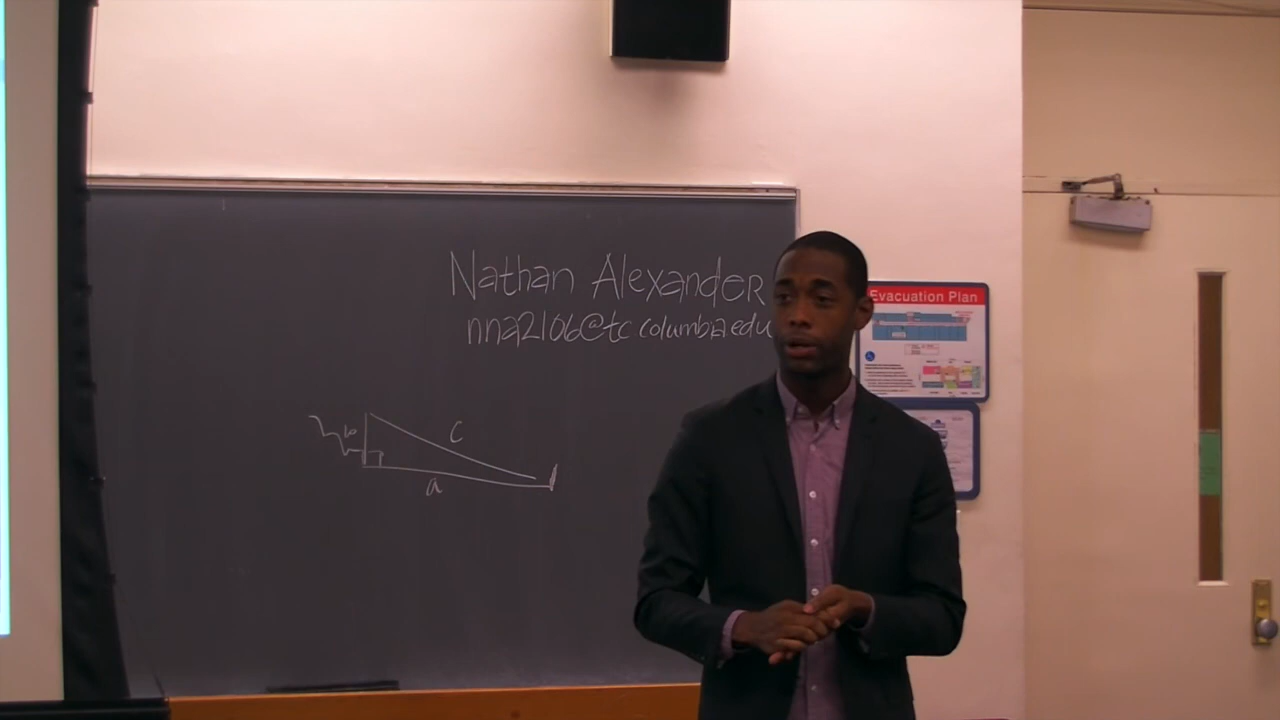 Nathan Alexander
nna2106@tc.columbia.edu
Evacuation Plan
b
c
a